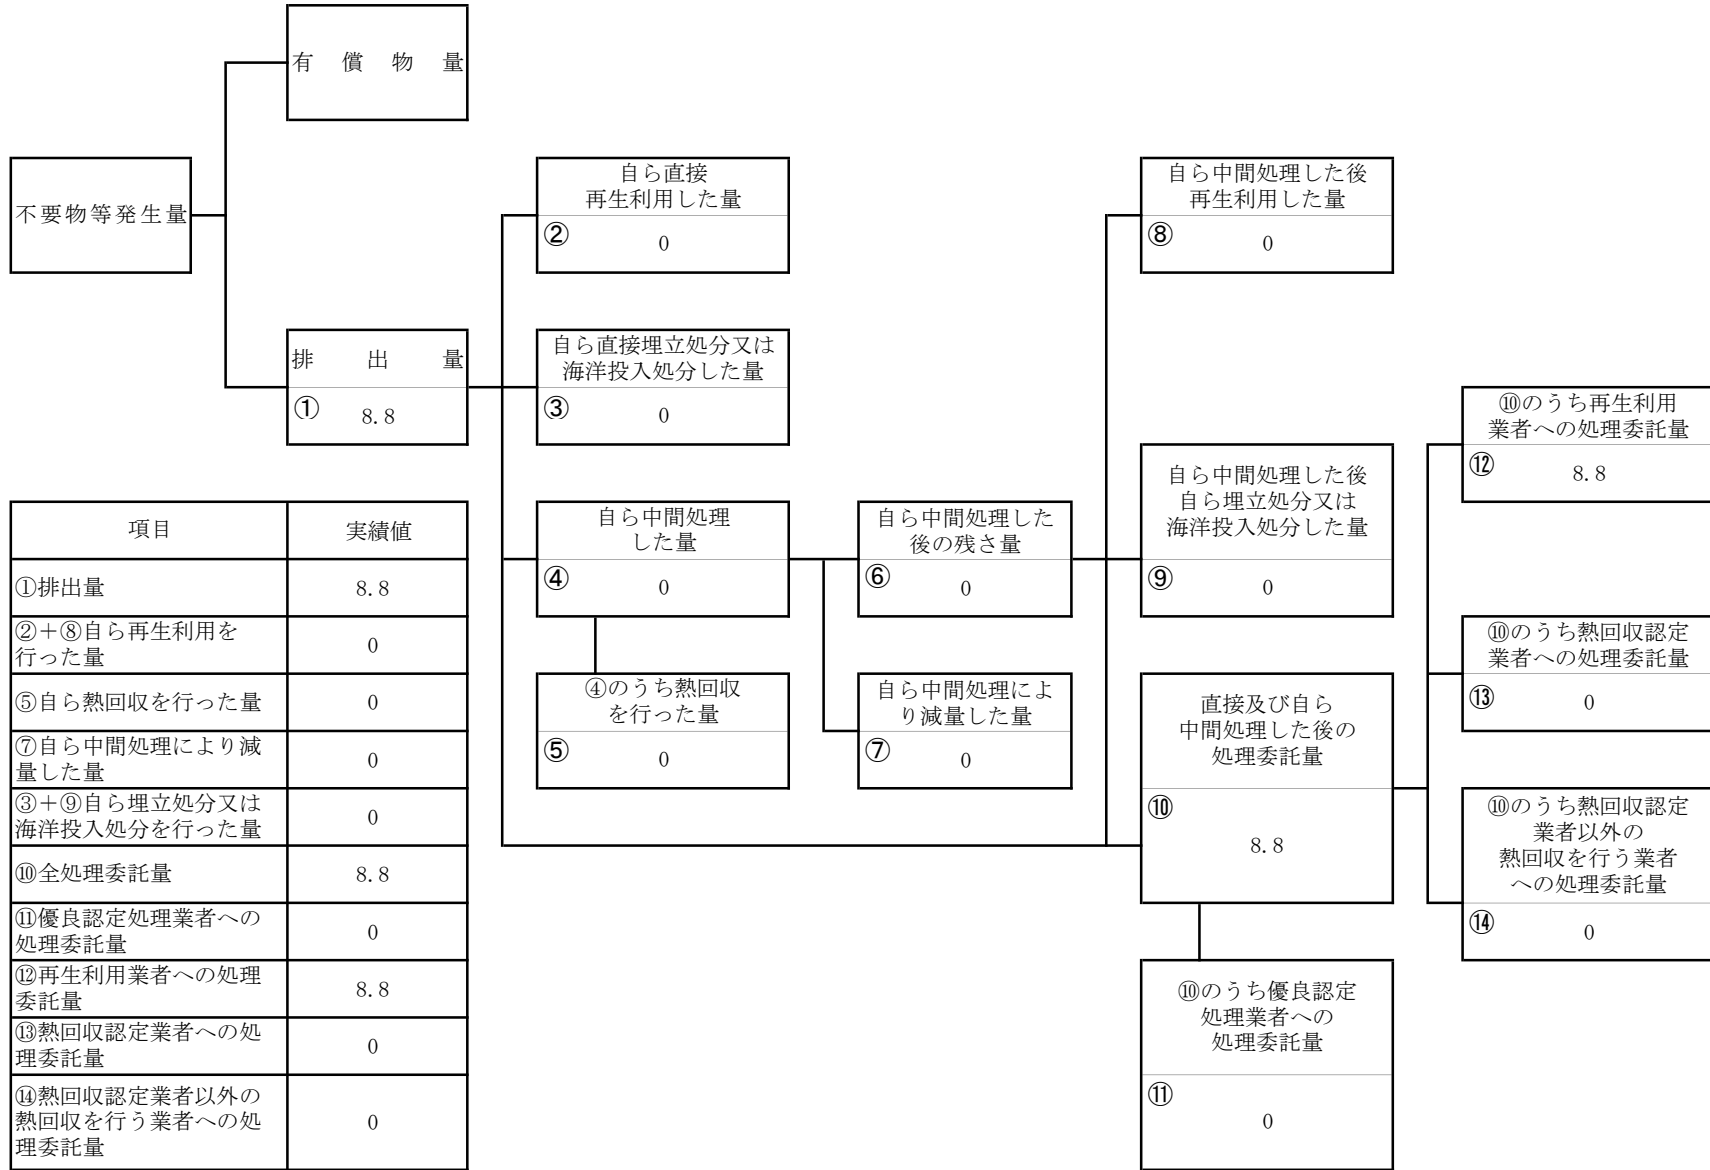 有償物量
不要物等発生量
排出量
① 8.8
自ら直接
再生利用した量
② 0
自ら直接埋立処分又は
海洋投入処分した量
③ 0
自ら中間処理
した量
④ 0
④のうち熱回収
を行った量
⑤ 0
自ら中間処理した
後の残さ量
⑥ 0
自ら中間処理によ
り減量した量
⑦ 0
自ら中間処理した後
再生利用した量
⑧ 0
自ら中間処理した後
自ら埋立処分又は
海洋投入処分した量
⑨ 0
直接及び自ら
中間処理した後の
処理委託量
⑩
8.8
⑩のうち優良認定
処理業者への
処理委託量
⑪
0
⑩のうち再生利用
業者への処理委託量
⑫ 8.8
⑩のうち熱回収認定
業者への処理委託量
⑬ 0
⑩のうち熱回収認定
業者以外の
熱回収を行う業者
への処理委託量
⑭ 0
項目 実績値
①排出量 8.8
②+⑧自ら再生利用を
行った量 0
⑤自ら熱回収を行った量 0
⑦自ら中間処理により減
量した量 0
③+⑨自ら埋立処分又は
海洋投入処分を行った量 0
⑩全処理委託量 8.8
⑪優良認定処理業者への
処理委託量 0
⑫再生利用業者への処理
委託量 8.8
⑬熱回収認定業者への処
理委託量 0
⑭熱回収認定業者以外の
熱回収を行う業者への処
理委託量 0